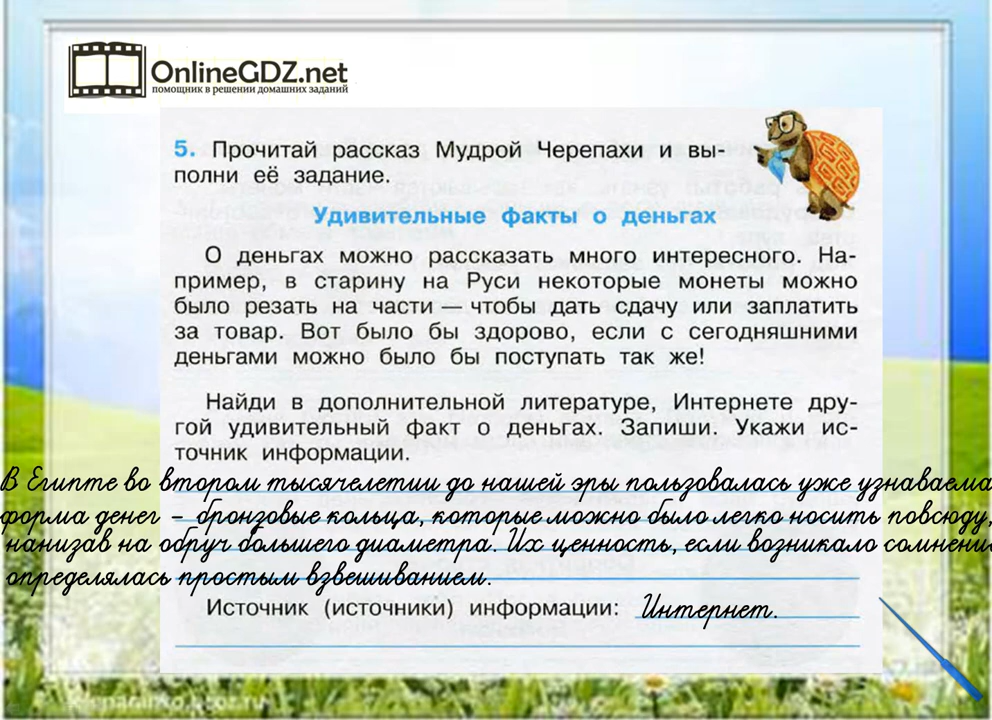 OnlineGDZ.net
помощник в решении домашних заданий
5. Прочитай рассказ Мудрой Черепахи и вы-
полни её задание.
Удивительные факты о деньгах
О деньгах можно рассказать много интересного. На-
пример, в старину на Руси некоторые монеты можно
было резать на части — чтобы дать сдачу или заплатить
за товар. Вот было бы здорово, если с сегодняшними
деньгами можно было бы поступать так же!
Найди в дополнительной литературе, Интернете дру-
гой удивительный факт о деньгах. Запиши. Укажи ис-
точник информации.
В Египте во втором тысячелетии до нашей эры пользовалась уже узнаваема
форма денег - бронзовые кольца, которые можно было легко носить повсюду,
нанизав на обруч большего диаметра. Их ценность, если возникало сомнени
определялась простым взвешиванием.
Источник (источники) информации: Интернет.